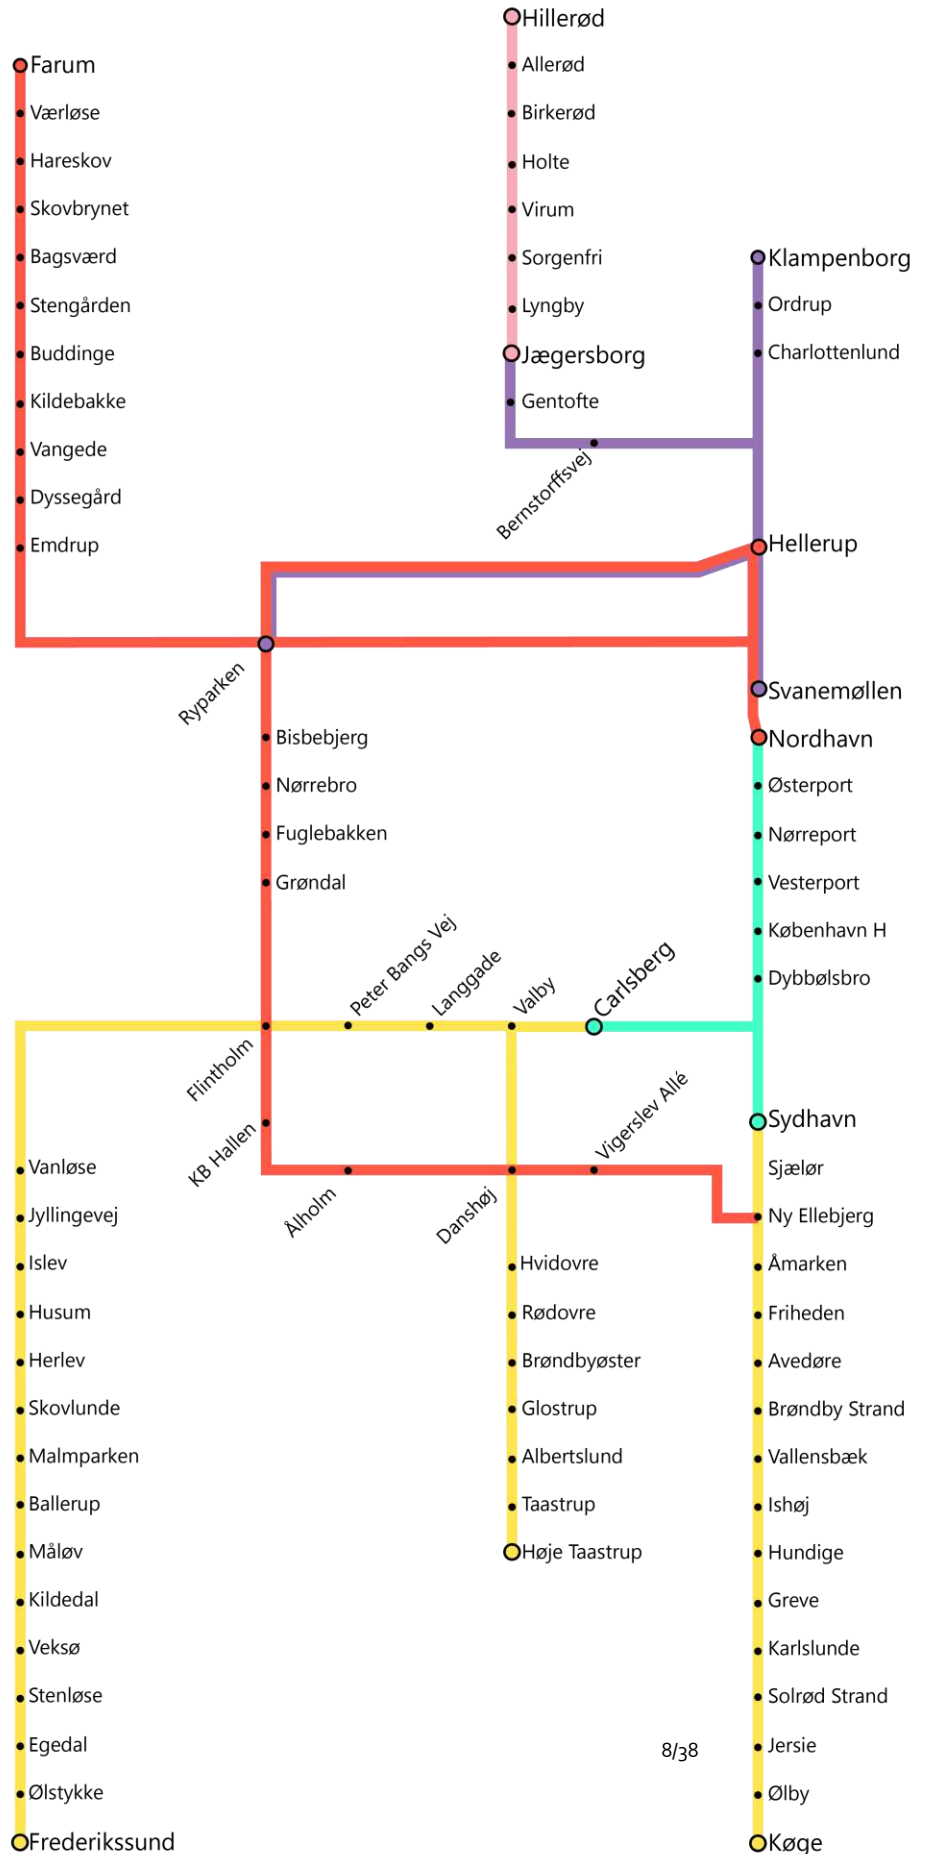 Hillerød
Allerød
Birkerød
Holte
Virum
Sorgenfri
Lyngby
Jægersborg
Gentofte
Bernstorffsvej
Farum
Værløse
Hareskov
Skovbrynet
Bagsværd
Stengården
Buddinge
Kildebakke
Vangede
Dyssegård
Emdrup
Klampenborg
Ordrup
Charlottenlund
Hellerup
Svanemøllen
Nordhavn
Østerport
Nørreport
Vesterport
København H
Dybbølsbro
Ryparken
Bisbebjerg
Nørrebro
Fuglebakken
Grøndal
Flintholm
Peter Bangs Vej
Langgade
Valby
Carlsberg
KB Hallen
Ålholm
Danshøj
Vigerslev Allé
Sydhavn
Sjælør
Ny Ellebjerg
Åmarken
Friheden
Avedøre
Brøndby Strand
Vallensbæk
Ishøj
Hundige
Greve
Karlslunde
Solrød Strand
Jersie
Ølby
Køge
Vanløse
Jyllingevej
Islev
Husum
Herlev
Skovlunde
Malmparken
Ballerup
Måløv
Kildedal
Veksø
Stenløse
Egedal
Ølstykke
Frederikssund
Hvidovre
Rødovre
Brøndbyøster
Glostrup
Albertslund
Taastrup
Høje Taastrup
8/38